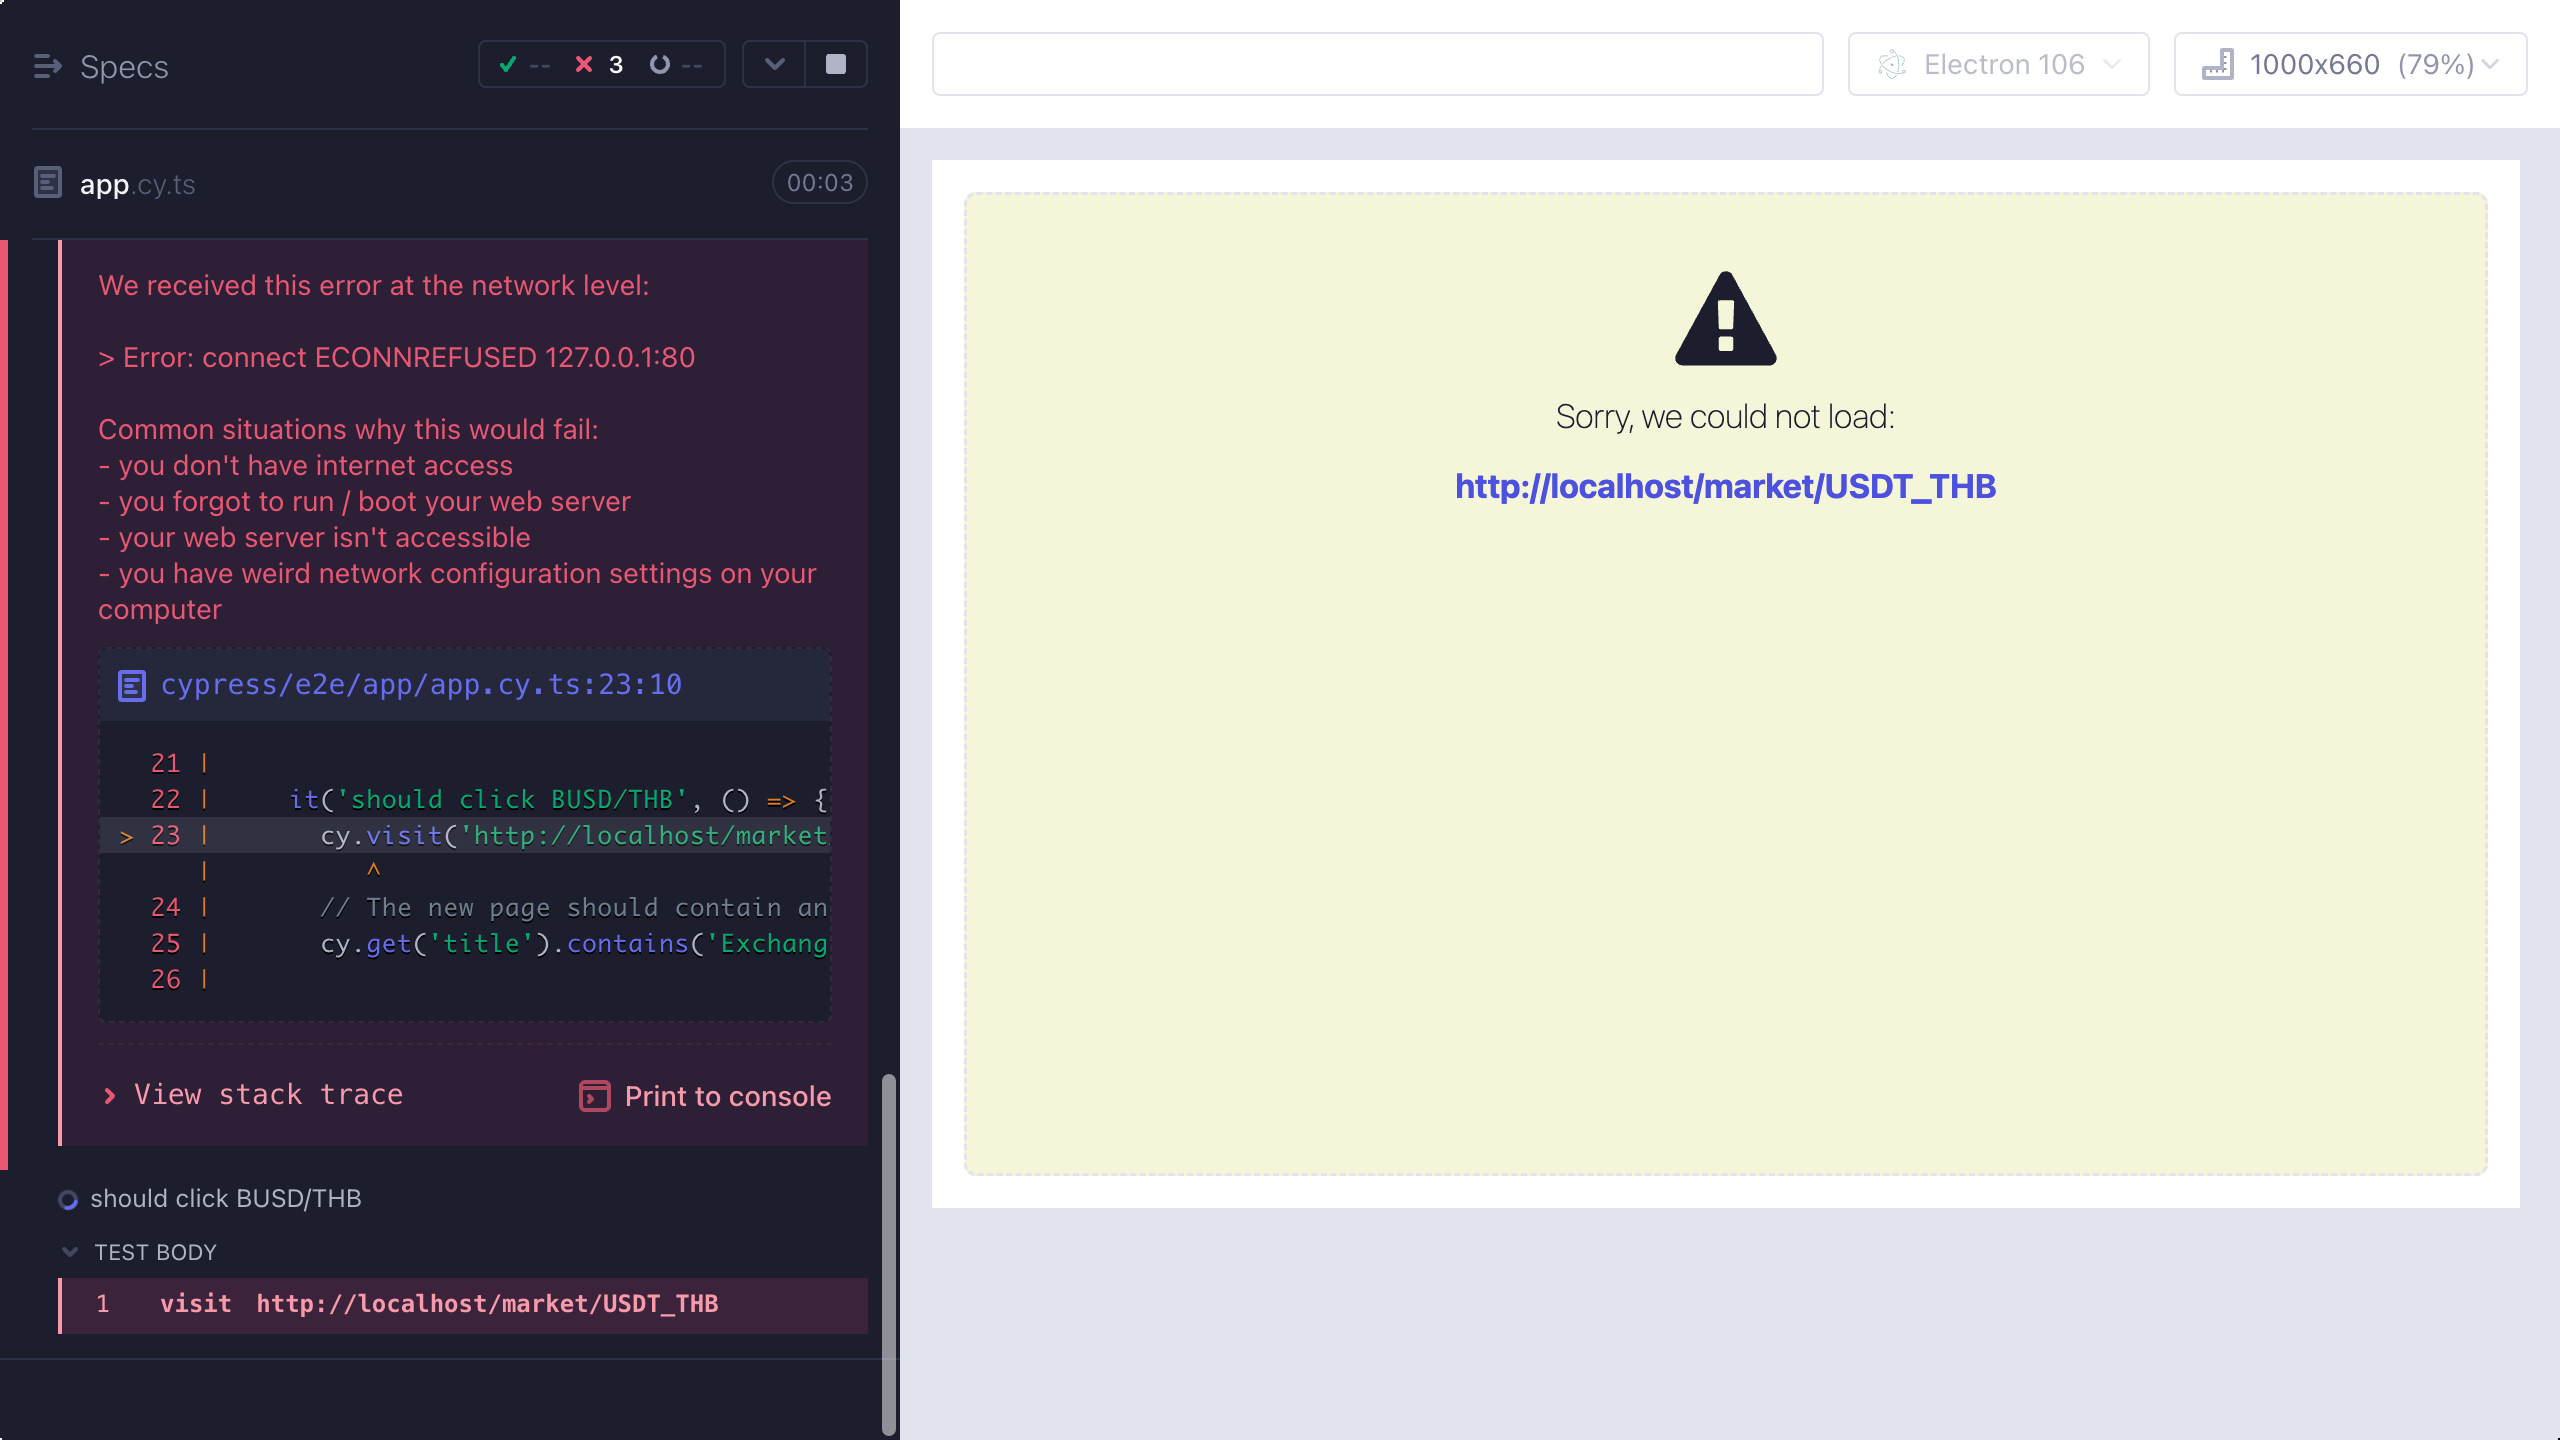 Specs
-- 3 --
app.cy.ts 00:03
We received this error at the network level:
> Error: connect ECONNREFUSED 127.0.0.1:80
Common situations why this would fail:
- you don't have internet access
- you forgot to run / boot your web server
- your web server isn't accessible
- you have weird network configuration settings on your
computer
cypress/e2e/app/app.cy.ts:23:10
21 |
22 | it('should click BUSD/THB', () => {
> 23 | cy.visit('http://localhost/market
| ^
24 | // The new page should contain an
25 | cy.get('title').contains('Exchang
26 |
View stack trace
Print to console
should click BUSD/THB
TEST BODY
1 visit http://localhost/market/USDT_THB
Electron 106
1000x660 (79%)
Sorry, we could not load:
http://localhost/market/USDT_THB